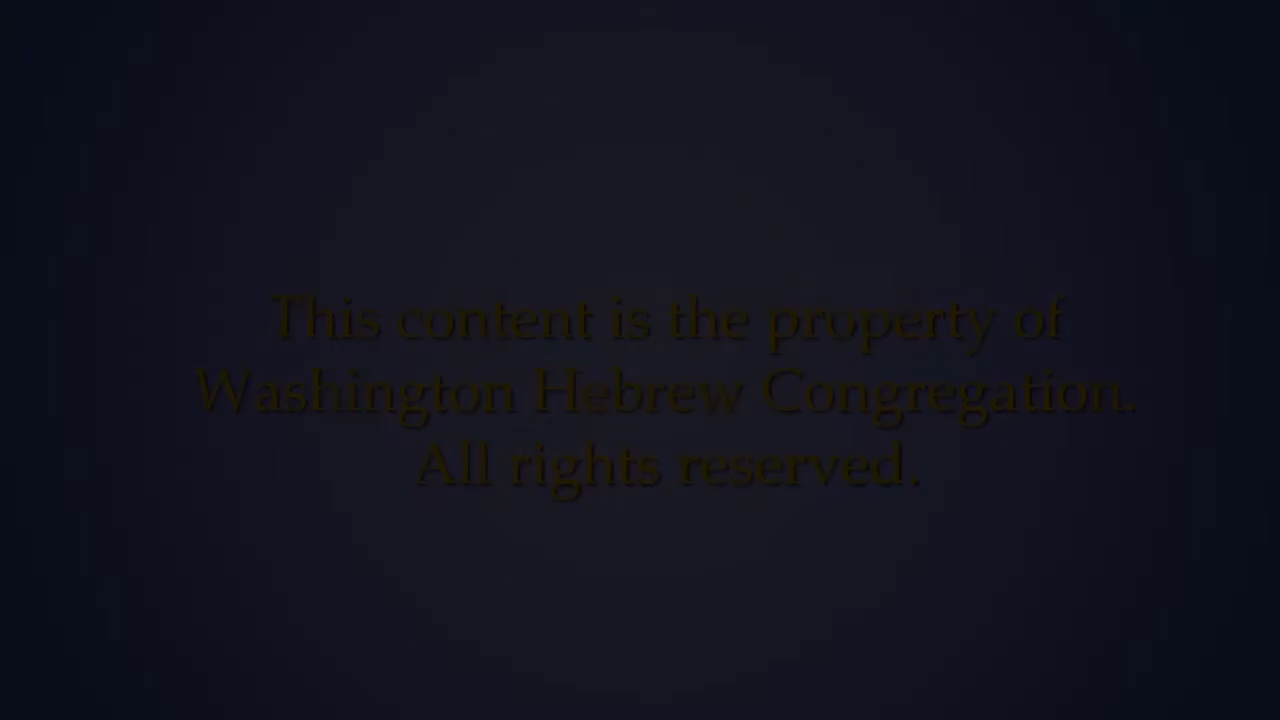 This content is the property of
Washington Hebrew Congregation.
All rights reserved.